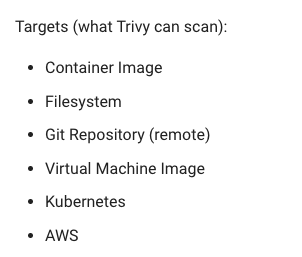 Targets (what Trivy can scan):
• Container Image
• Filesystem
• Git Repository (remote)
• Virtual Machine Image
• Kubernetes
• AWS